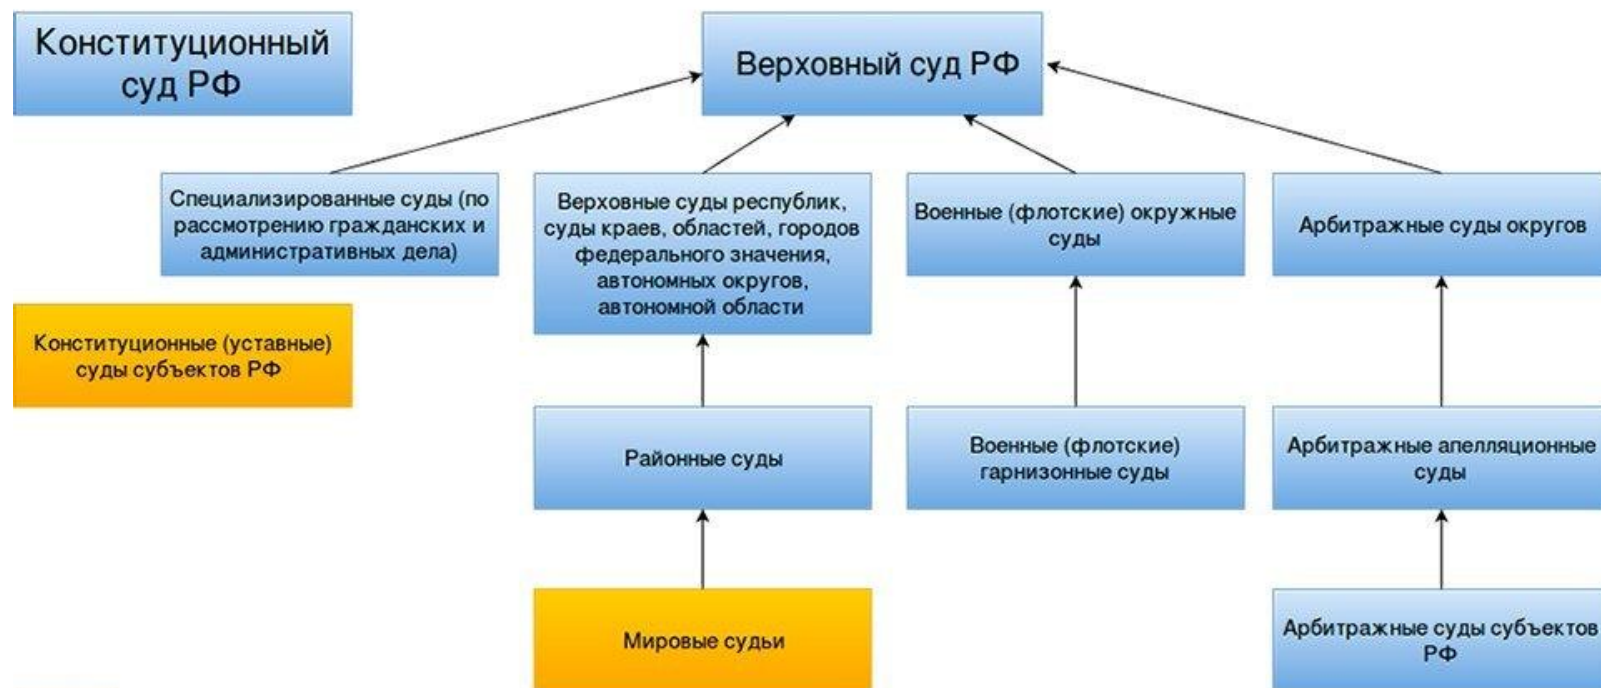 Конституционный
суд РФ
Верховный суд РФ
Специализированные суды (по
рассмотрению гражданских и
административных дела)
Верховные суды республик,
суды краев, областей, городов
федерального значения,
автономных округов,
автономной области
Военные (флотские) окружные
суды
Арбитражные суды округов
Конституционные (уставные)
суды субъектов РФ
Районные суды
Военные (флотские)
гарнизонные суды
Арбитражные апелляционные
суды
Мировые судьи
Арбитражные суды субъектов
РФ